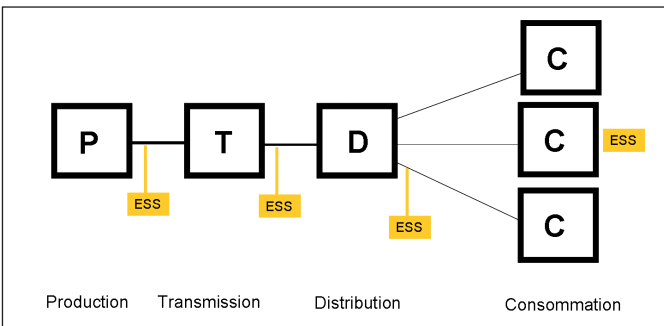 C
P T D C ESS
ESS ESS
ESS C
Production Transmission Distribution Consommation